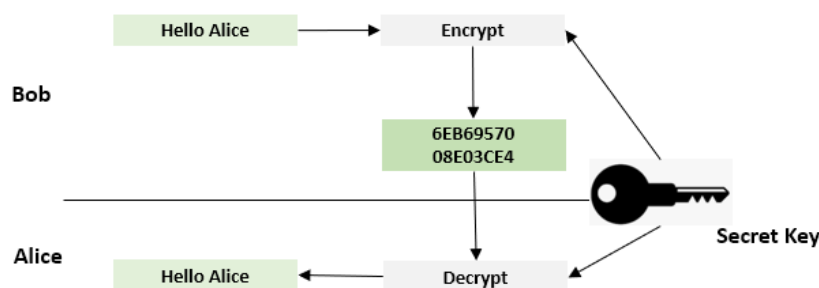 Hello Alice
Encrypt
Bob
6EB69570
08E03CE4
Secret Key
Alice
Hello Alice
Decrypt